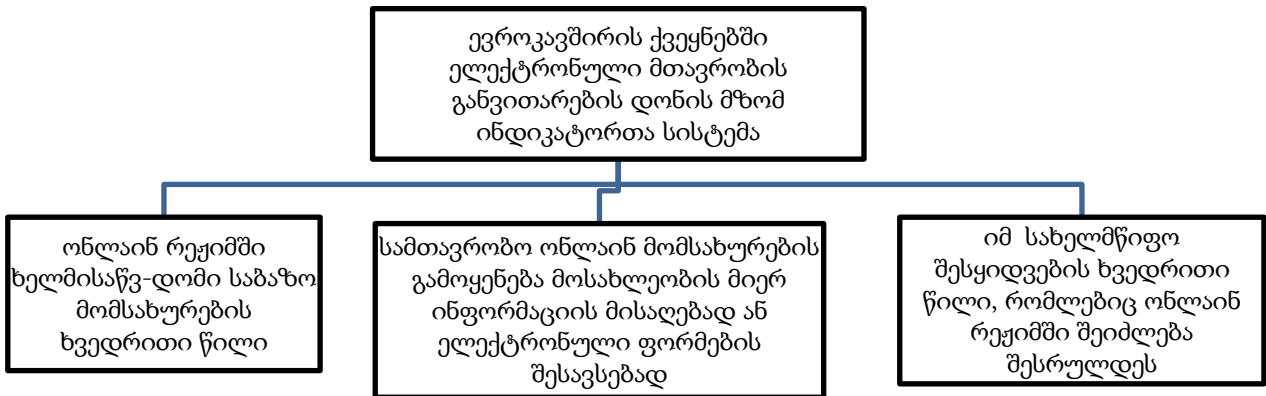 ევროკავშირის ქვეყნებში
ელექტრონული მთავრობის
განვითარების დონის მზომ
ინდიკატორთა სისტემა
ონლაინ რეჟიმში
ხელმისაწვ-დომი საბაზო
მომსახურების
ხვედრითი წილი
სამთავრობო ონლაინ მომსახურების
გამოყენება მოსახლეობის მიერ
ინფორმაციის მისაღებად ან
ელექტრონული ფორმების
შესავსებად
იმ სახელმწიფო
შესყიდვების ხვედრითი
წილი, რომლებიც ონლაინ
რეჟიმში შეიძლება
შესრულდეს